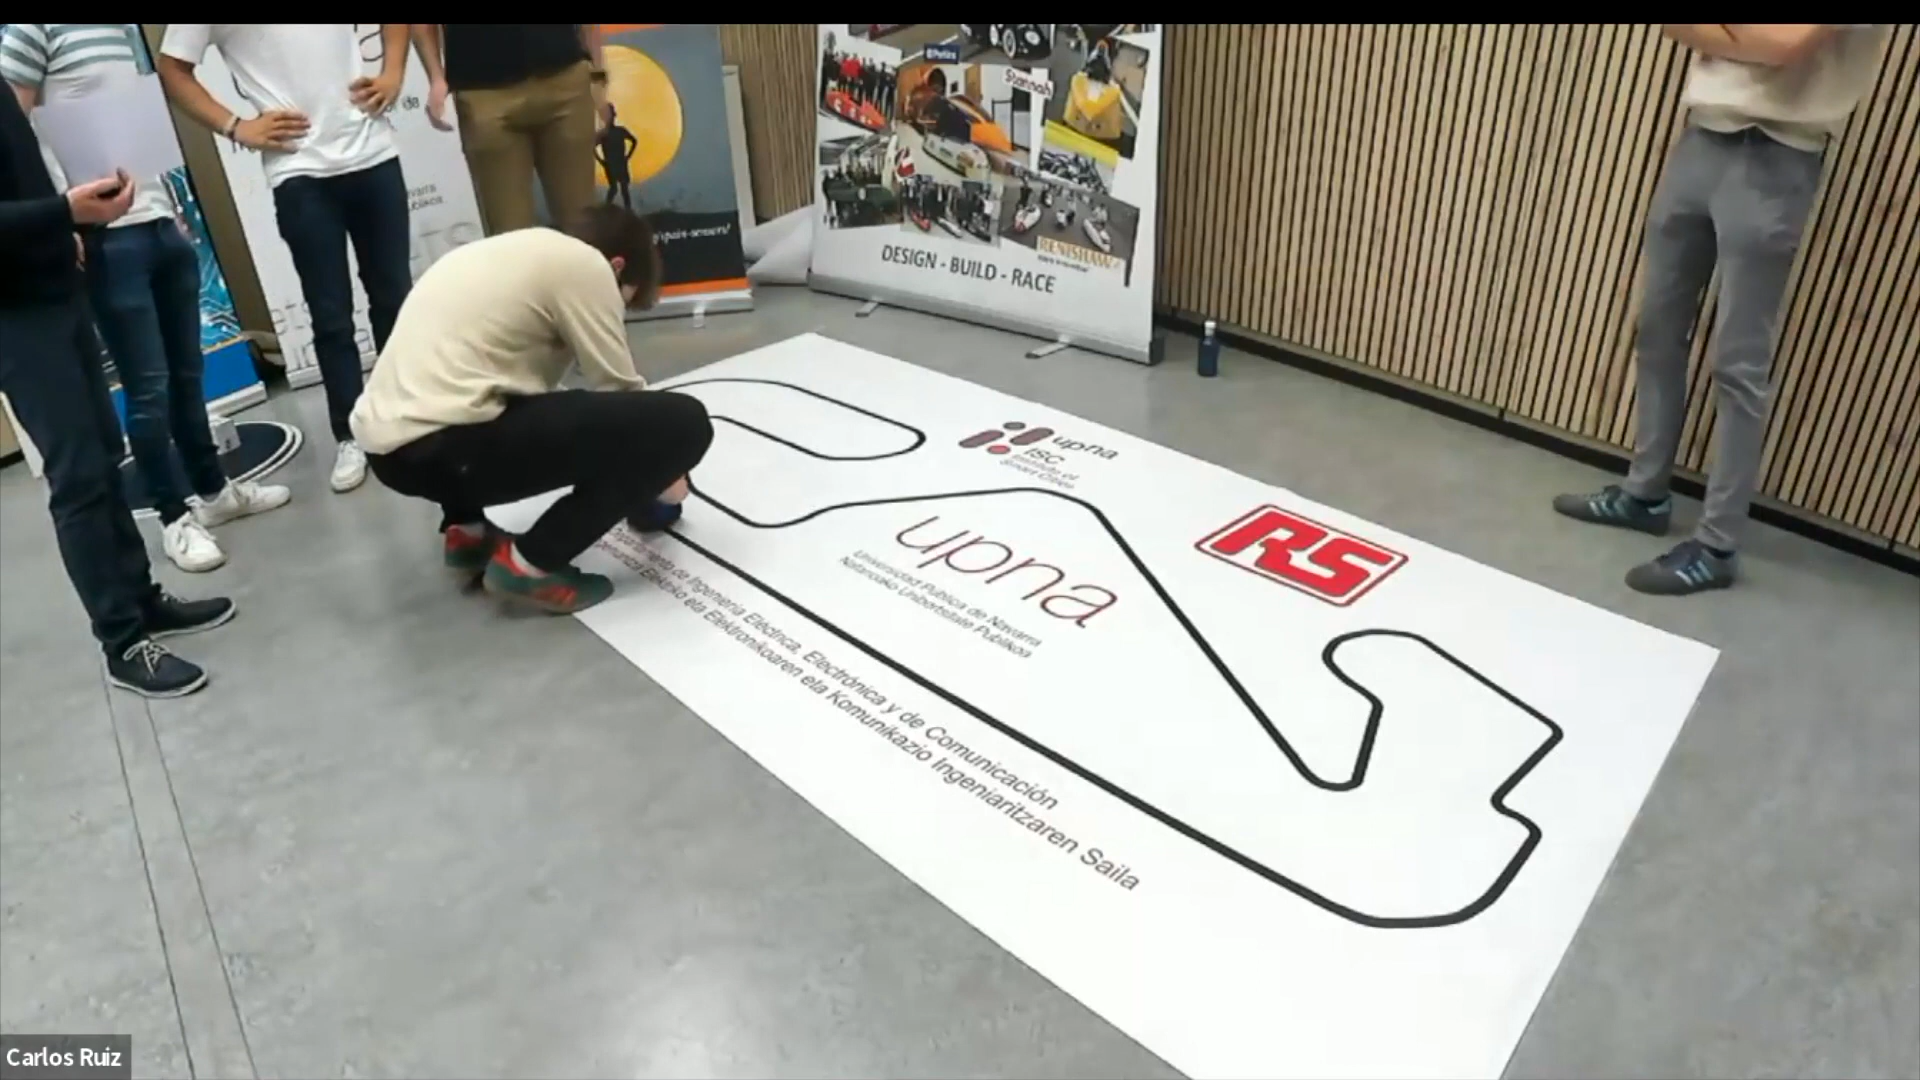 Stannah
RENISHAW
DESIGN - BUILD - RACE
upna
ISC
Institute of
Smart Cities
RS
upna
Universidad Pública de Navarra
Nafarroako Unibertsitate Publikoa
Departamento de Ingeniería Eléctrica, Electrónica y de Comunicación
Ingeniaritza Elektriko eta Elektronikoaren eta Komunikazio Ingeniaritzaren Saila
Carlos Ruiz